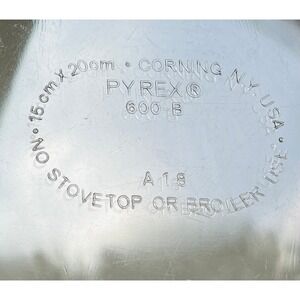 • 15cm x 20cm • CORNING N.Y. USA •
PYREX®
600-B
A-18
NO STOVETOP OR BROILER USE